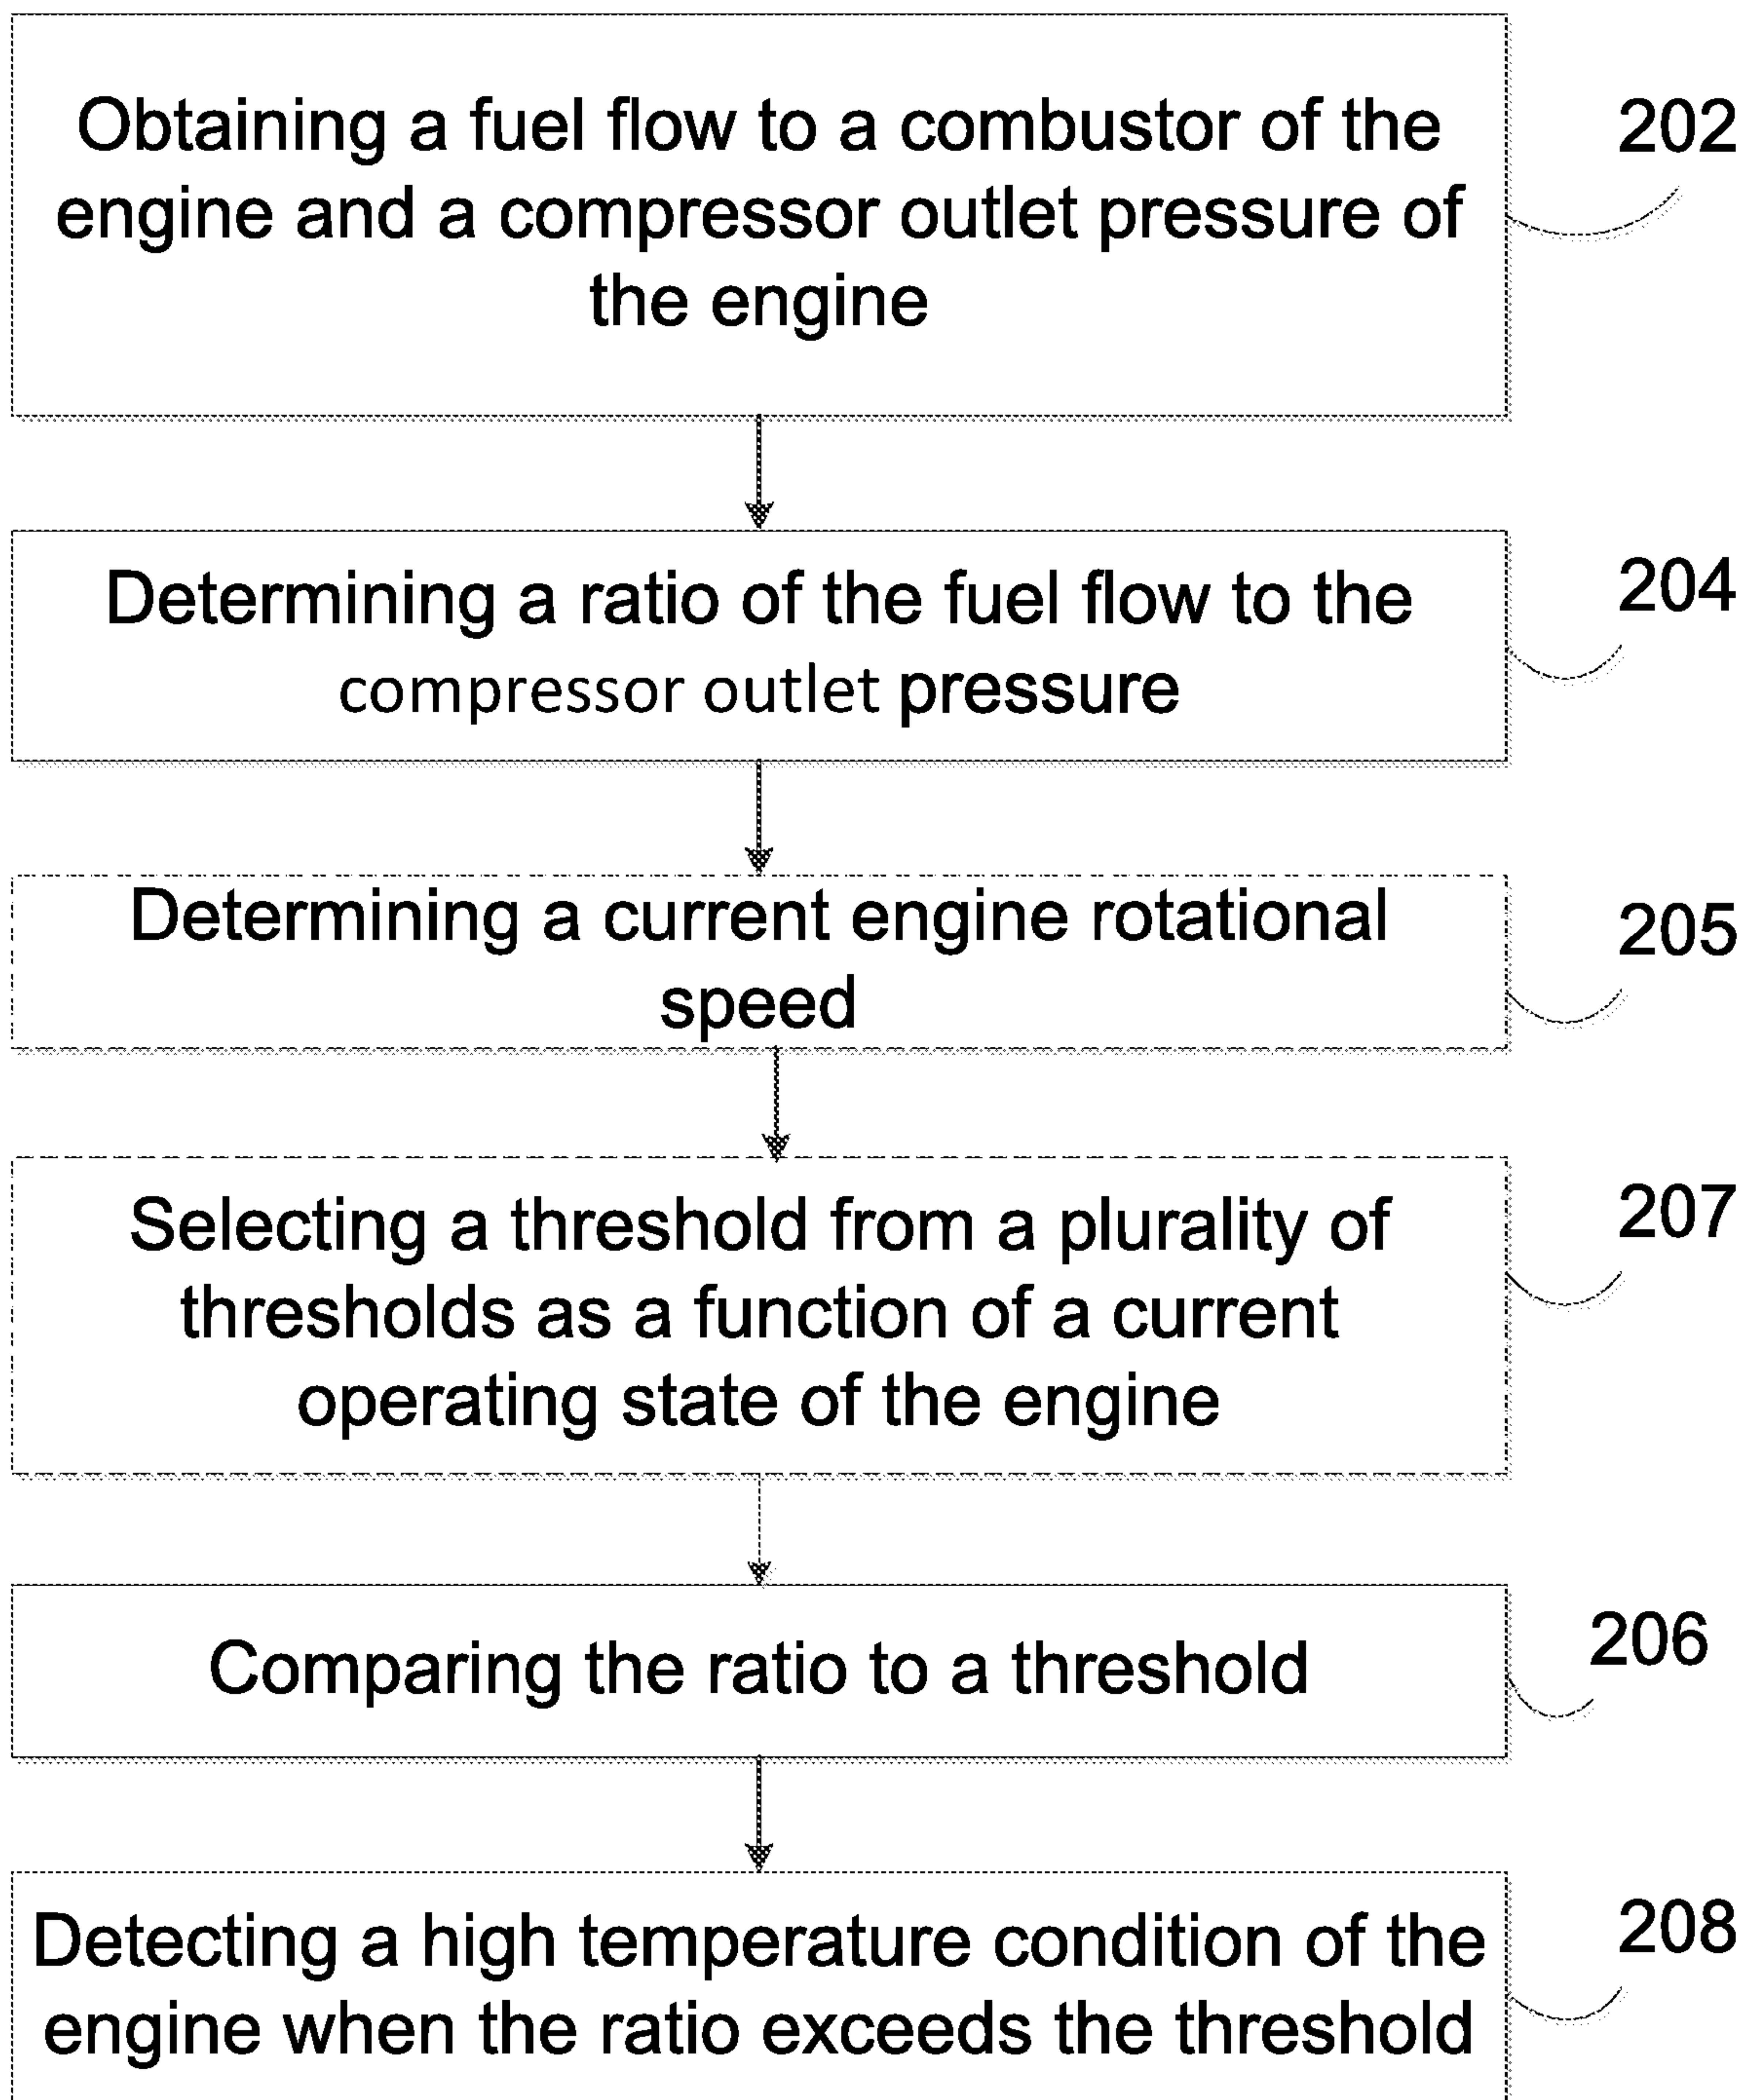 Obtaining a fuel flow to a combustor of the
engine and a compressor outlet pressure of
the engine
202
Determining a ratio of the fuel flow to the
compressor outlet pressure
204
Determining a current engine rotational
speed
205
Selecting a threshold from a plurality of
thresholds as a function of a current
operating state of the engine
207
Comparing the ratio to a threshold
206
Detecting a high temperature condition of the
engine when the ratio exceeds the threshold
208